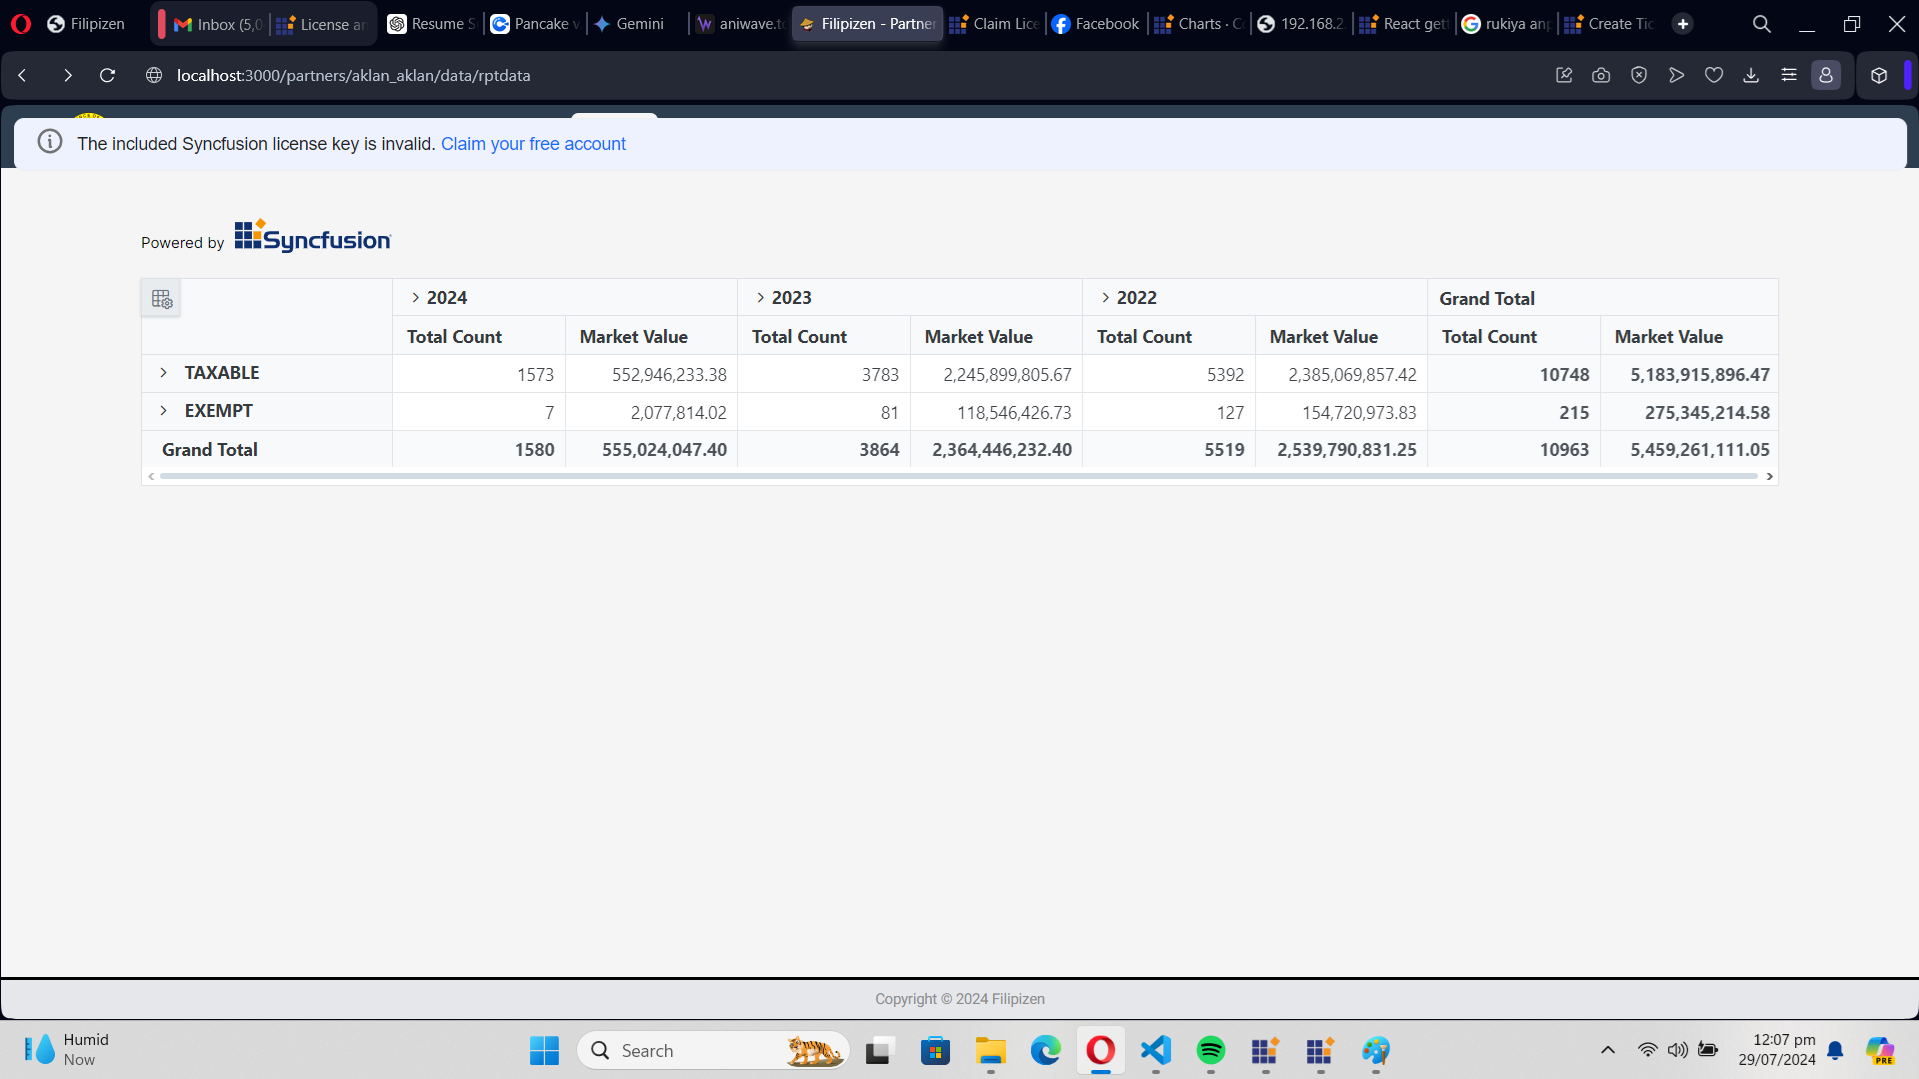 Filipizen
Inbox (5,0
License an
Resume S
Pancake v
Gemini
aniwave.to
Filipizen - Partner
Claim Lice
Facebook
Charts · Co
192.168.2.
React gett
rukiya anp
Create Tic
localhost:3000/partners/aklan_aklan/data/rptdata
The included Syncfusion license key is invalid. Claim your free account
Powered by Syncfusion
2024 2023 2022 Grand Total
Total Count Market Value Total Count Market Value Total Count Market Value Total Count Market Value
TAXABLE 1573 552,946,233.38 3783 2,245,899,805.67 5392 2,385,069,857.42 10748 5,183,915,896.47
EXEMPT 7 2,077,814.02 81 118,546,426.73 127 154,720,973.83 215 275,345,214.58
Grand Total 1580 555,024,047.40 3864 2,364,446,232.40 5519 2,539,790,831.25 10963 5,459,261,111.05
Copyright © 2024 Filipizen
Humid
Now
Search
12:07 pm
29/07/2024
PRE